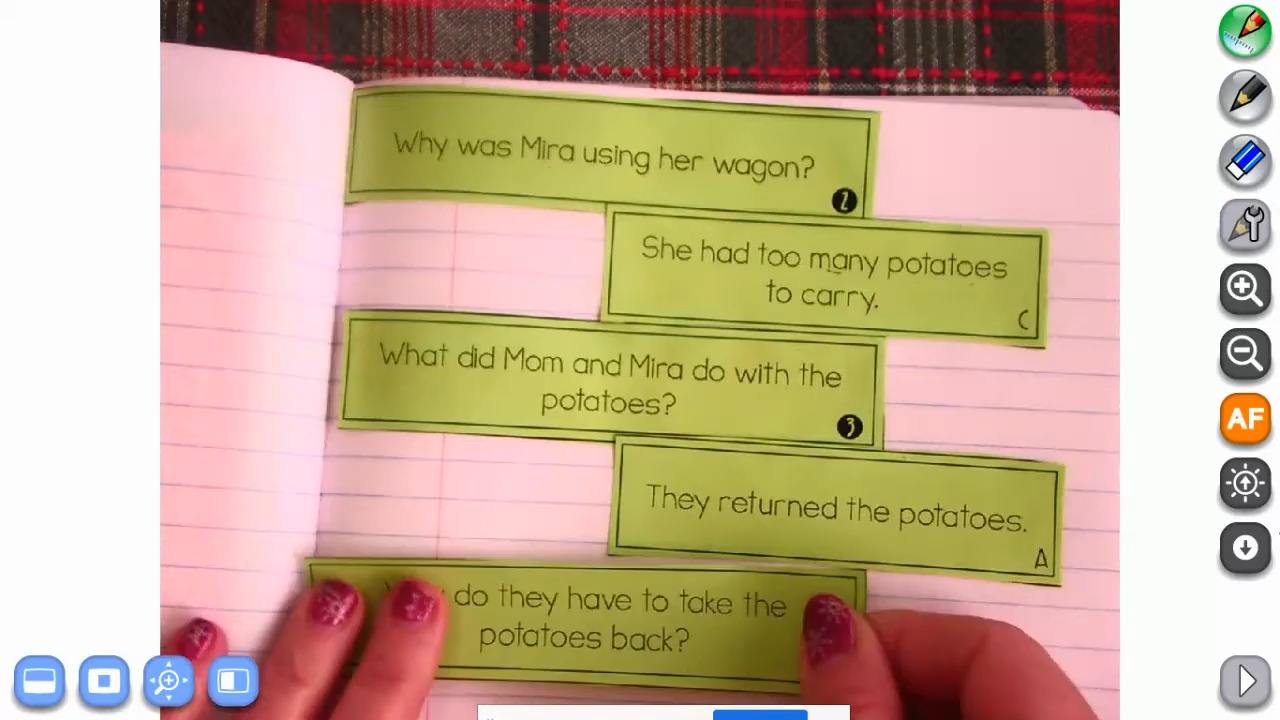 Why was Mira using her wagon?
2
She had too many potatoes
to carry.
C
What did Mom and Mira do with the
potatoes?
3
They returned the potatoes.
A
do they have to take the
potatoes back?
AF